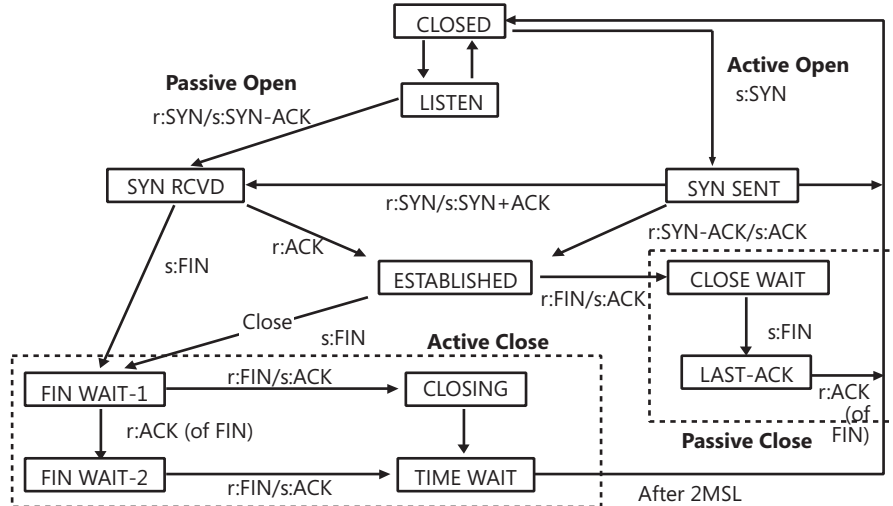 CLOSED
Passive Open
Active Open
s:SYN
LISTEN
r:SYN/s:SYN-ACK
SYN RCVD
SYN SENT
r:SYN/s:SYN+ACK
r:SYN-ACK/s:ACK
r:ACK
s:FIN
ESTABLISHED
CLOSE WAIT
r:FIN/s:ACK
Close
s:FIN
s:FIN
Active Close
FIN WAIT-1
r:FIN/s:ACK
CLOSING
LAST-ACK
r:ACK
(of
FIN)
r:ACK (of FIN)
Passive Close
FIN WAIT-2
r:FIN/s:ACK
TIME WAIT
After 2MSL